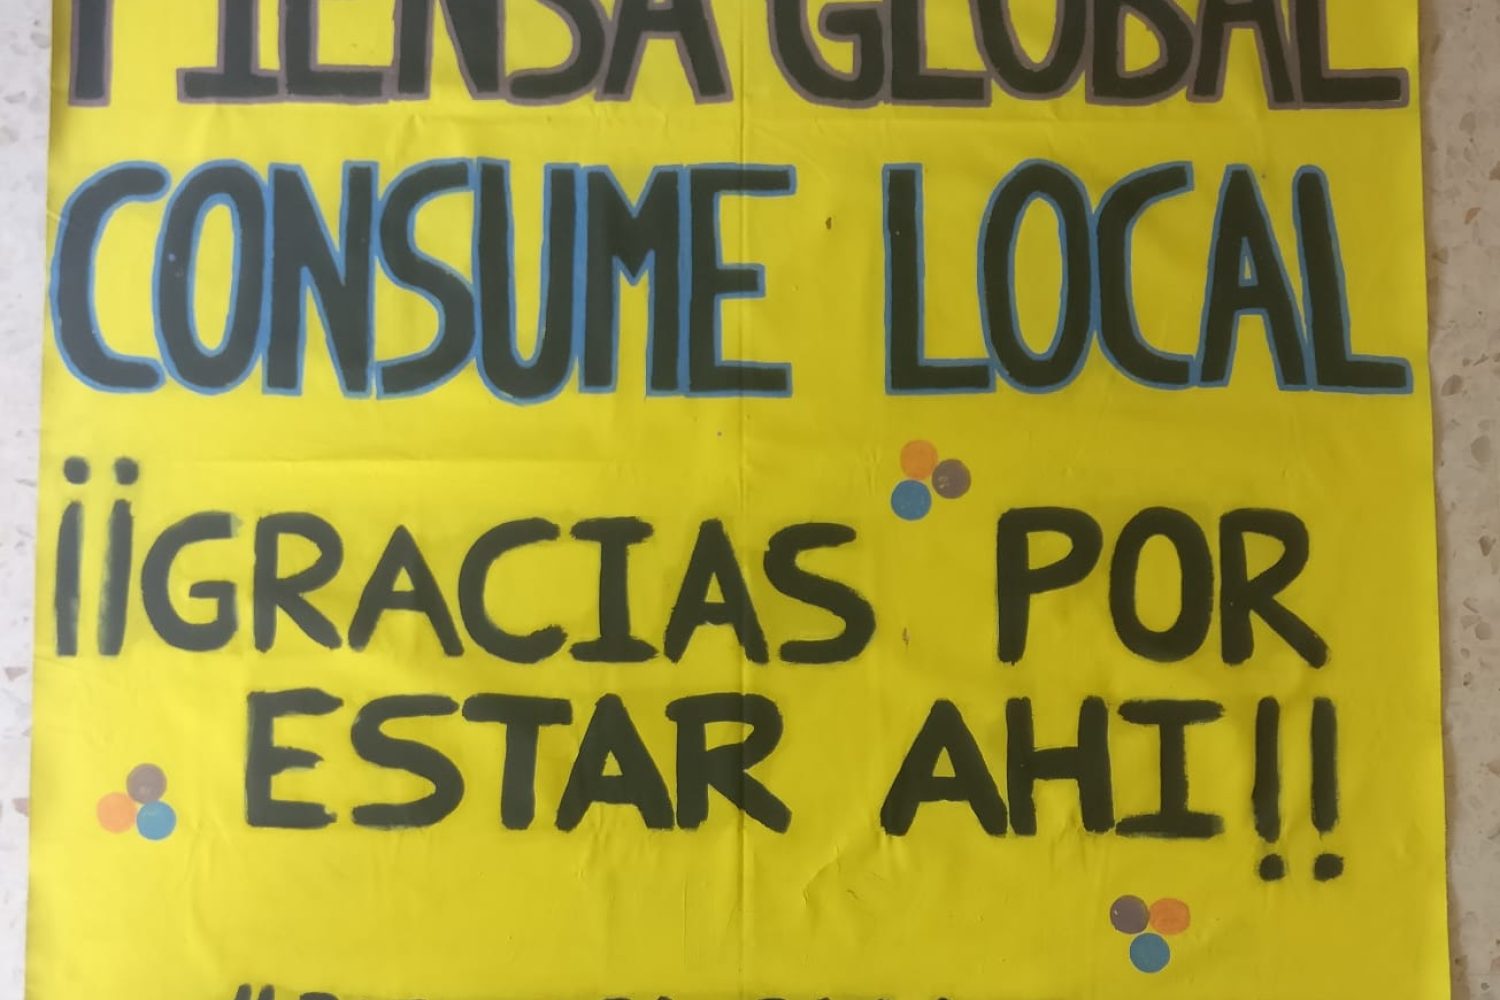 PIENSA GLOBAL
CONSUME LOCAL
¡¡GRACIAS POR
ESTAR AHI!!